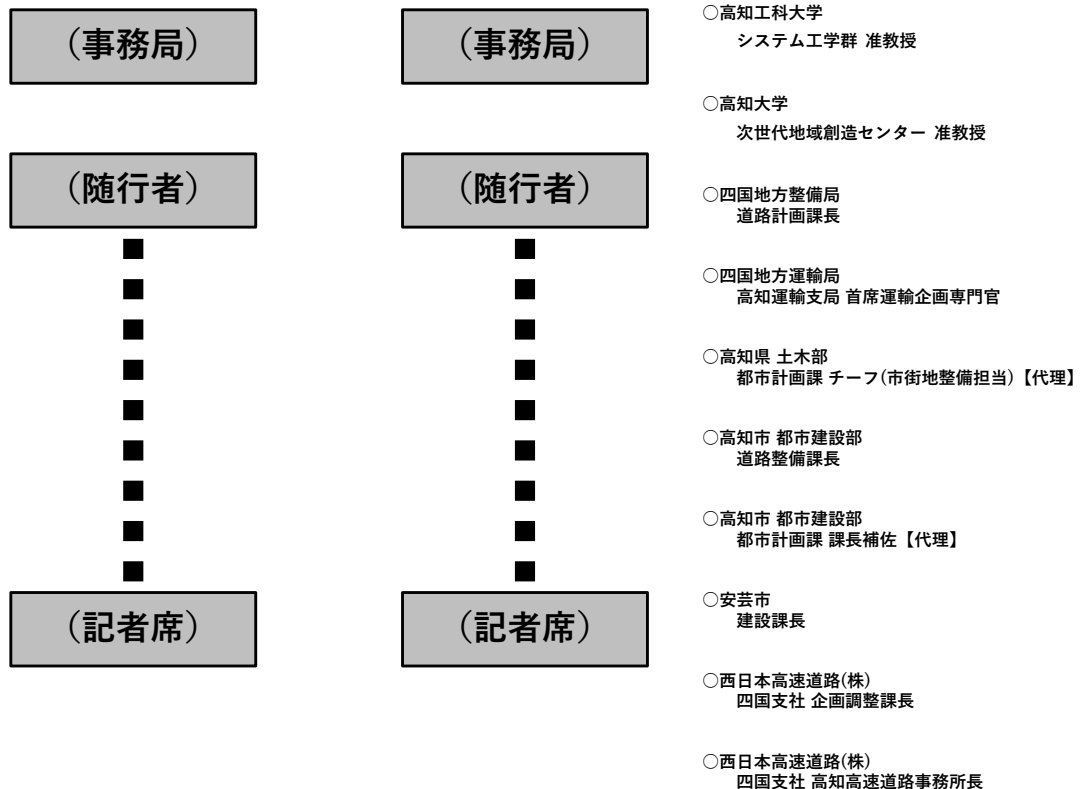 （事務局）
（事務局）
（随行者）
（随行者）
（記者席）
（記者席）
○高知工科大学
システム工学群 准教授
○高知大学
次世代地域創造センター 准教授
○四国地方整備局
道路計画課長
○四国地方運輸局
高知運輸支局 首席運輸企画専門官
○高知県 土木部
都市計画課 チーフ(市街地整備担当)【代理】
○高知市 都市建設部
道路整備課長
○高知市 都市建設部
都市計画課 課長補佐【代理】
○安芸市
建設課長
○西日本高速道路(株)
四国支社 企画調整課長
○西日本高速道路(株)
四国支社 高知高速道路事務所長